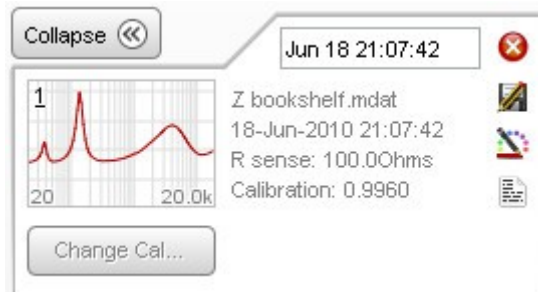 Collapse
Jun 18 21:07:42
1
20
20.0k
Z bookshelf.mdat
18-Jun-2010 21:07:42
R sense: 100.0Ohms
Calibration: 0.9960
Change Cal...